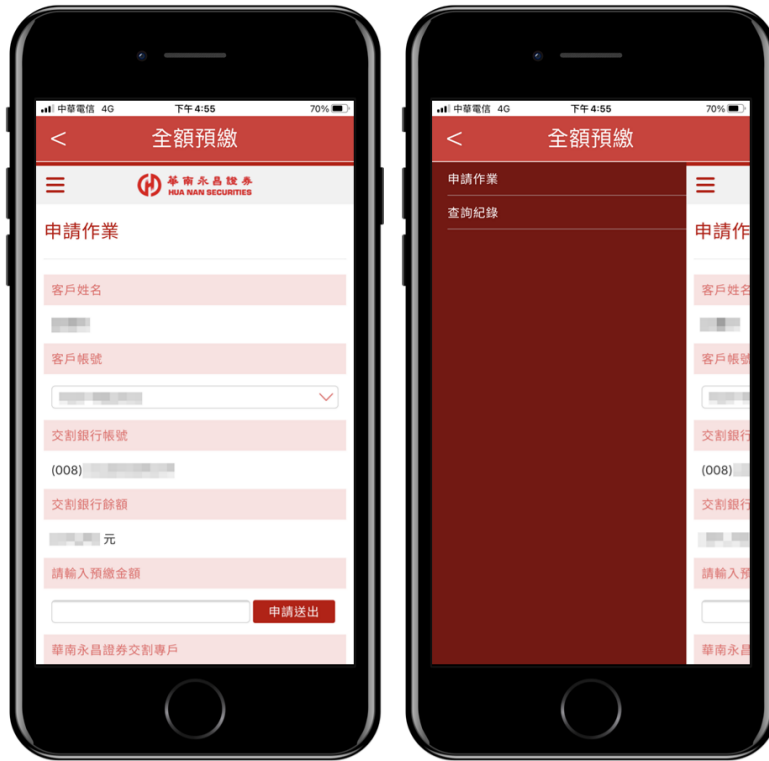 中華電信 4G 下午4:55 70%
< 全額預繳
華南永昌證券
HUA NAN SECURITIES
申請作業
客戶姓名
客戶帳號
交割銀行帳號
(008)
交割銀行餘額
元
請輸入預繳金額
申請送出
華南永昌證券交割專戶
中華電信 4G 下午4:55 70%
< 全額預繳
申請作業
查詢紀錄
申請作
客戶姓名
客戶帳號
交割銀行
(008)
交割銀行
請輸入預
華南永昌